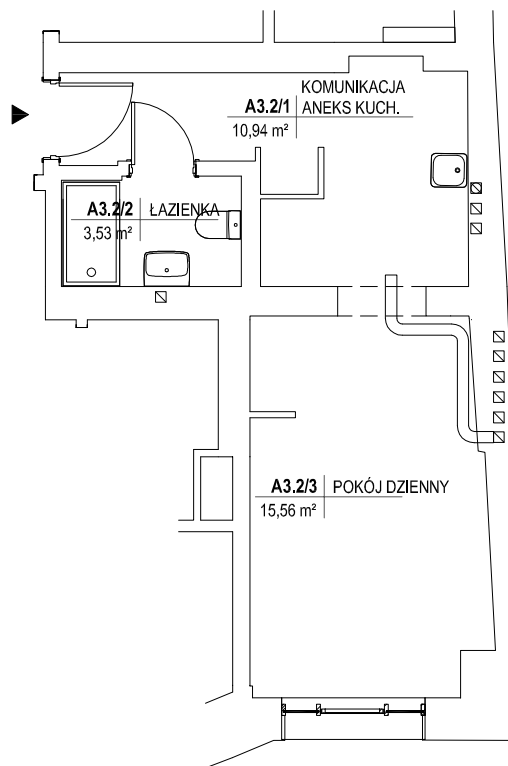 KOMUNIKACJA
A3.2/1 ANEKS KUCH.
10,94 m²
A3.2/2 ŁAZIENKA
3,53 m²
A3.2/3 POKÓJ DZIENNY
15,56 m²